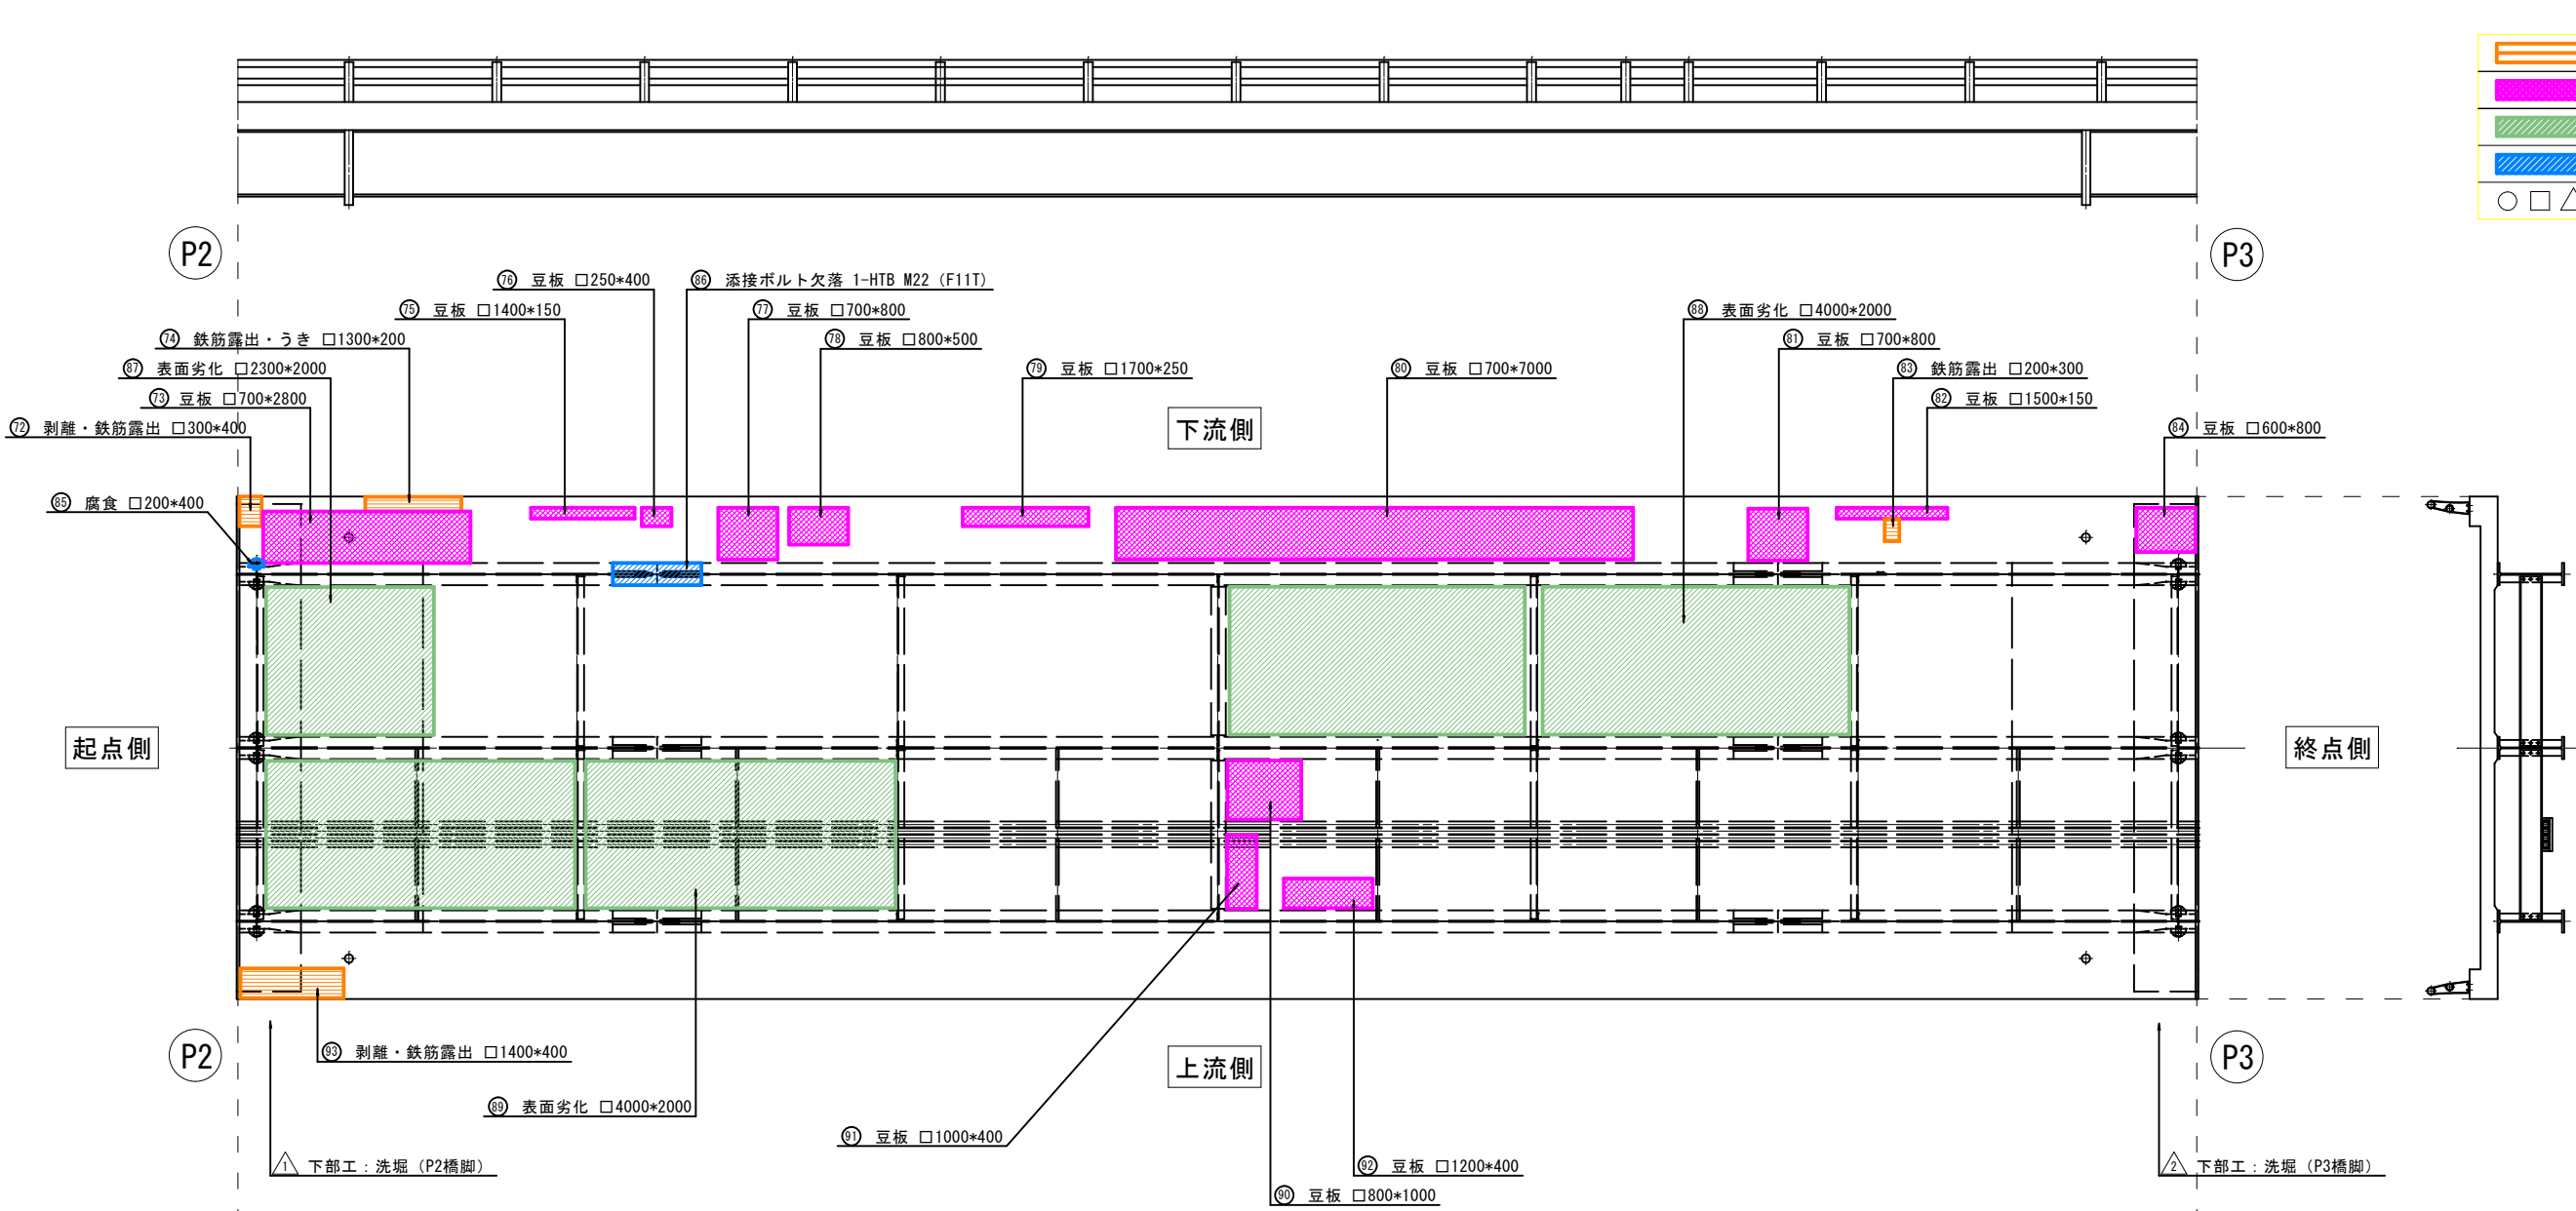 P2
P3
㊆ 豆板 □250*400
㊏ 添接ボルト欠落 1-HTB M22 (F11T)
75 豆板 □1400*150
77 豆板 □700*800
88 表面劣化 □4000*2000
74 鉄筋露出・うき □1300*200
78 豆板 □800*500
81 豆板 □700*800
87 表面劣化 □2300*2000
79 豆板 □1700*250
80 豆板 □700*7000
83 鉄筋露出 □200*300
73 豆板 □700*2800
82 豆板 □1500*150
72 剥離・鉄筋露出 □300*400
下流側
84 豆板 □600*800
85 腐食 □200*400
起点側
終点側
P2
93 剥離・鉄筋露出 □1400*400
上流側
P3
89 表面劣化 □4000*2000
91 豆板 □1000*400
1 下部工：洗堀（P2橋脚）
92 豆板 □1200*400
2 下部工：洗堀（P3橋脚）
90 豆板 □800*1000